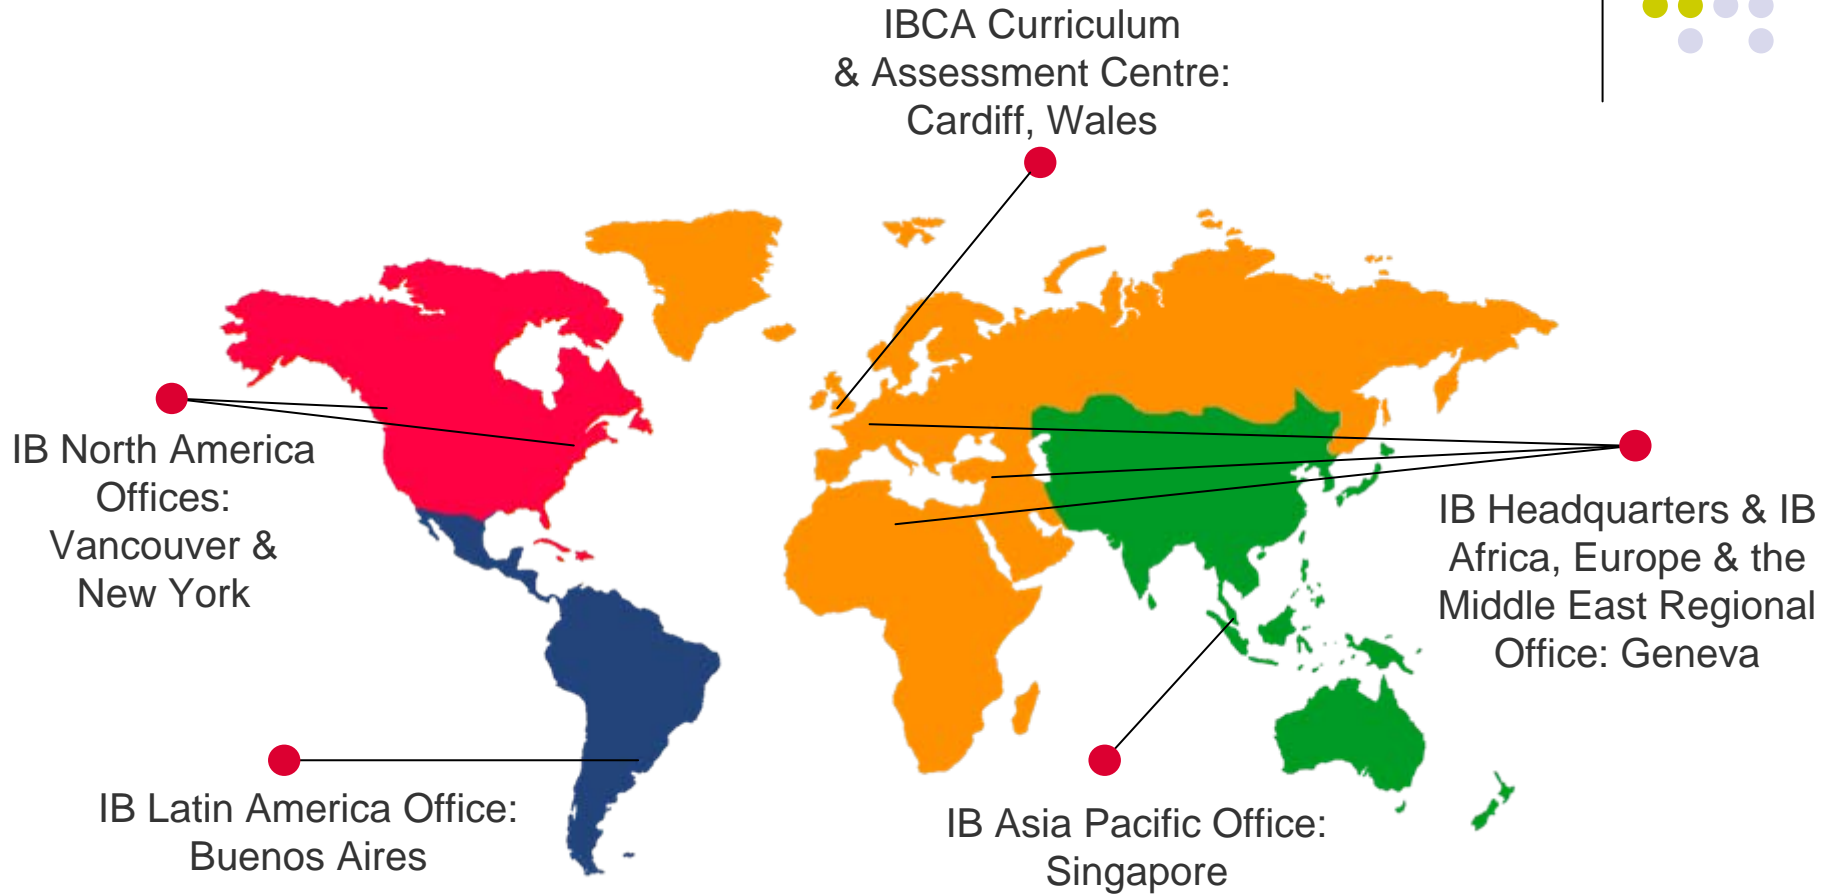 IBCA Curriculum
& Assessment Centre:
Cardiff, Wales
IB North America
Offices:
Vancouver &
New York
IB Headquarters & IB
Africa, Europe & the
Middle East Regional
Office: Geneva
IB Latin America Office:
Buenos Aires
IB Asia Pacific Office:
Singapore